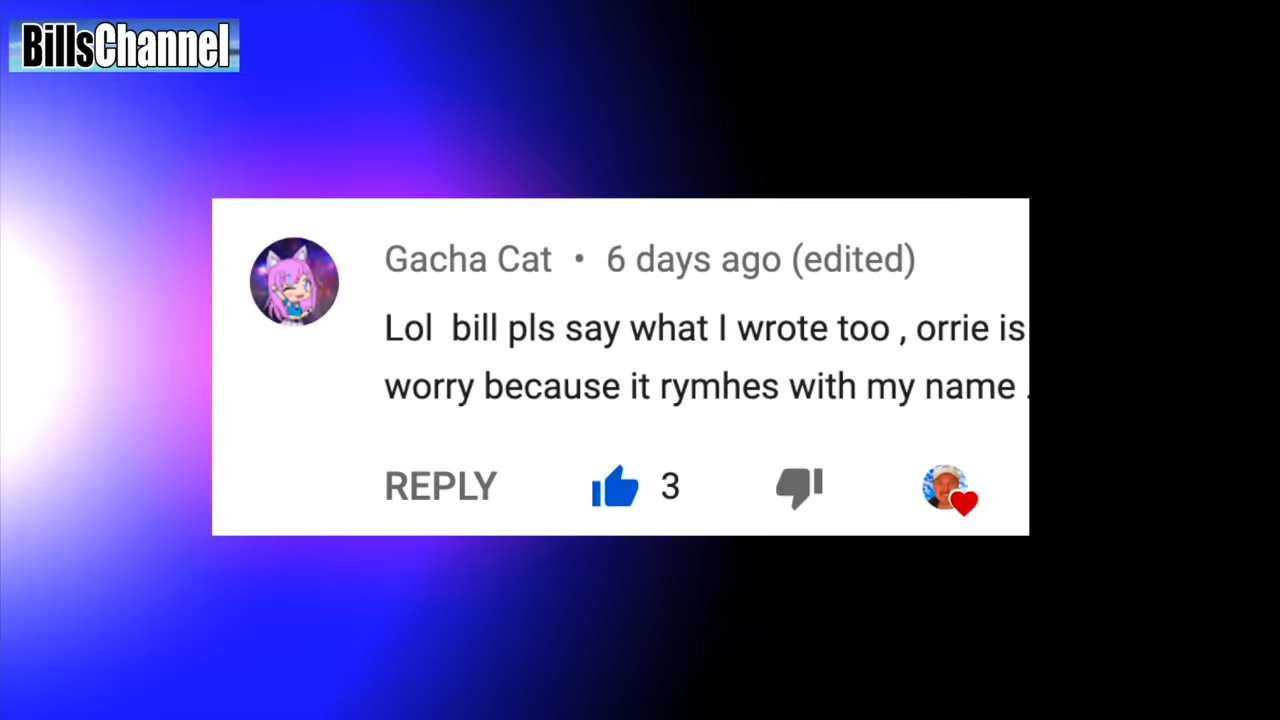 BillsChannel
Gacha Cat • 6 days ago (edited)
Lol bill pls say what I wrote too , orrie is
worry because it rymhes with my name .
REPLY 3